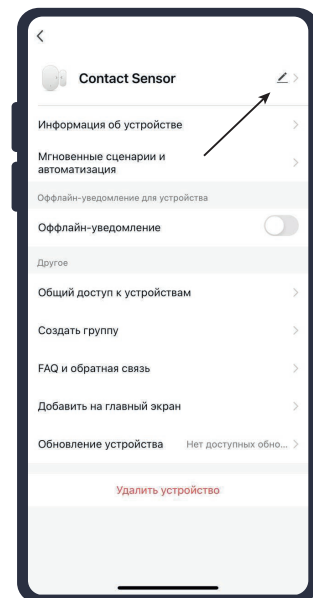 Contact Sensor
Информация об устройстве
Мгновенные сценарии и
автоматизация
Оффлайн-уведомление для устройства
Оффлайн-уведомление
Другое
Общий доступ к устройствам
Создать группу
FAQ и обратная связь
Добавить на главный экран
Обновление устройства Нет доступных обно...
Удалить устройство